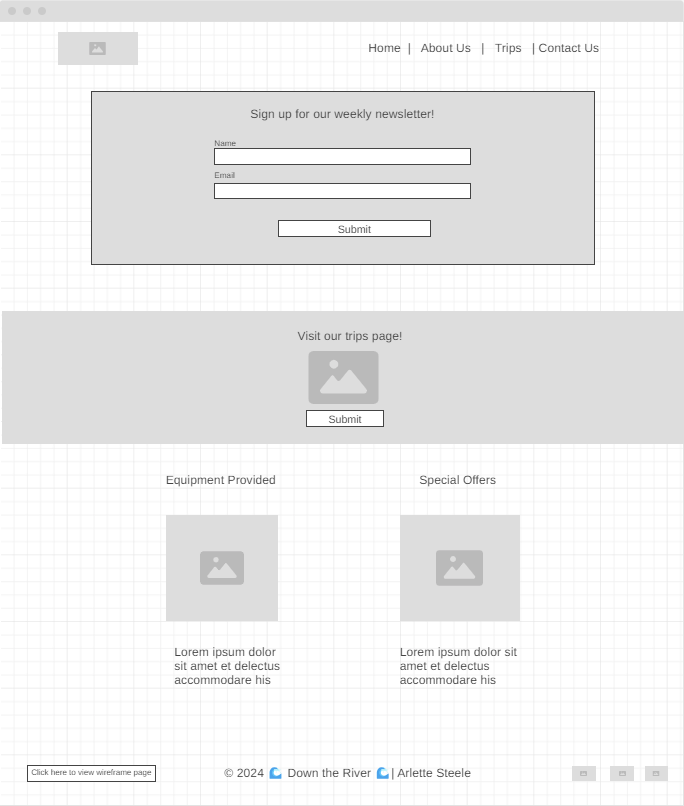 Home | About Us | Trips | Contact Us
Sign up for our weekly newsletter!
Name
Email
Submit
Visit our trips page!
Submit
Equipment Provided
Special Offers
Lorem ipsum dolor
sit amet et delectus
accommodare his
Lorem ipsum dolor sit
amet et delectus
accommodare his
Click here to view wireframe page
© 2024 🌊 Down the River 🌊 | Arlette Steele